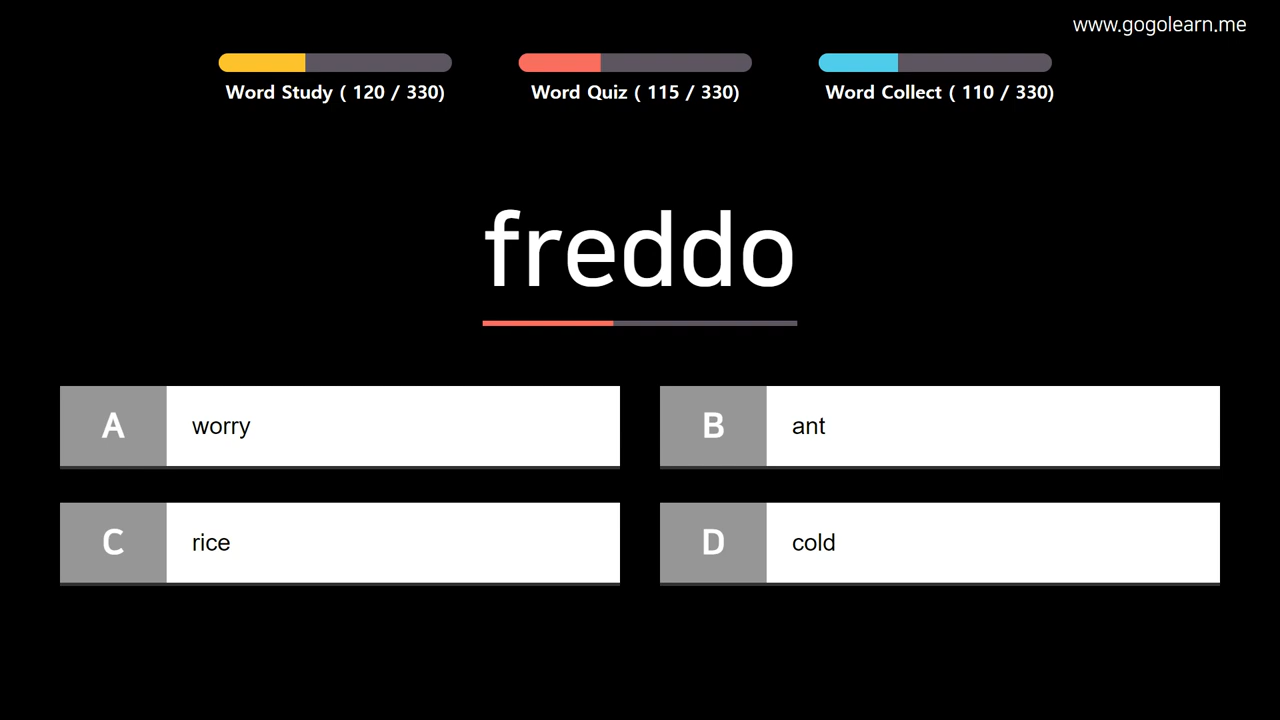 www.gogolearn.me
Word Study ( 120 / 330)
Word Quiz ( 115 / 330)
Word Collect ( 110 / 330)
freddo
A worry
B ant
C rice
D cold